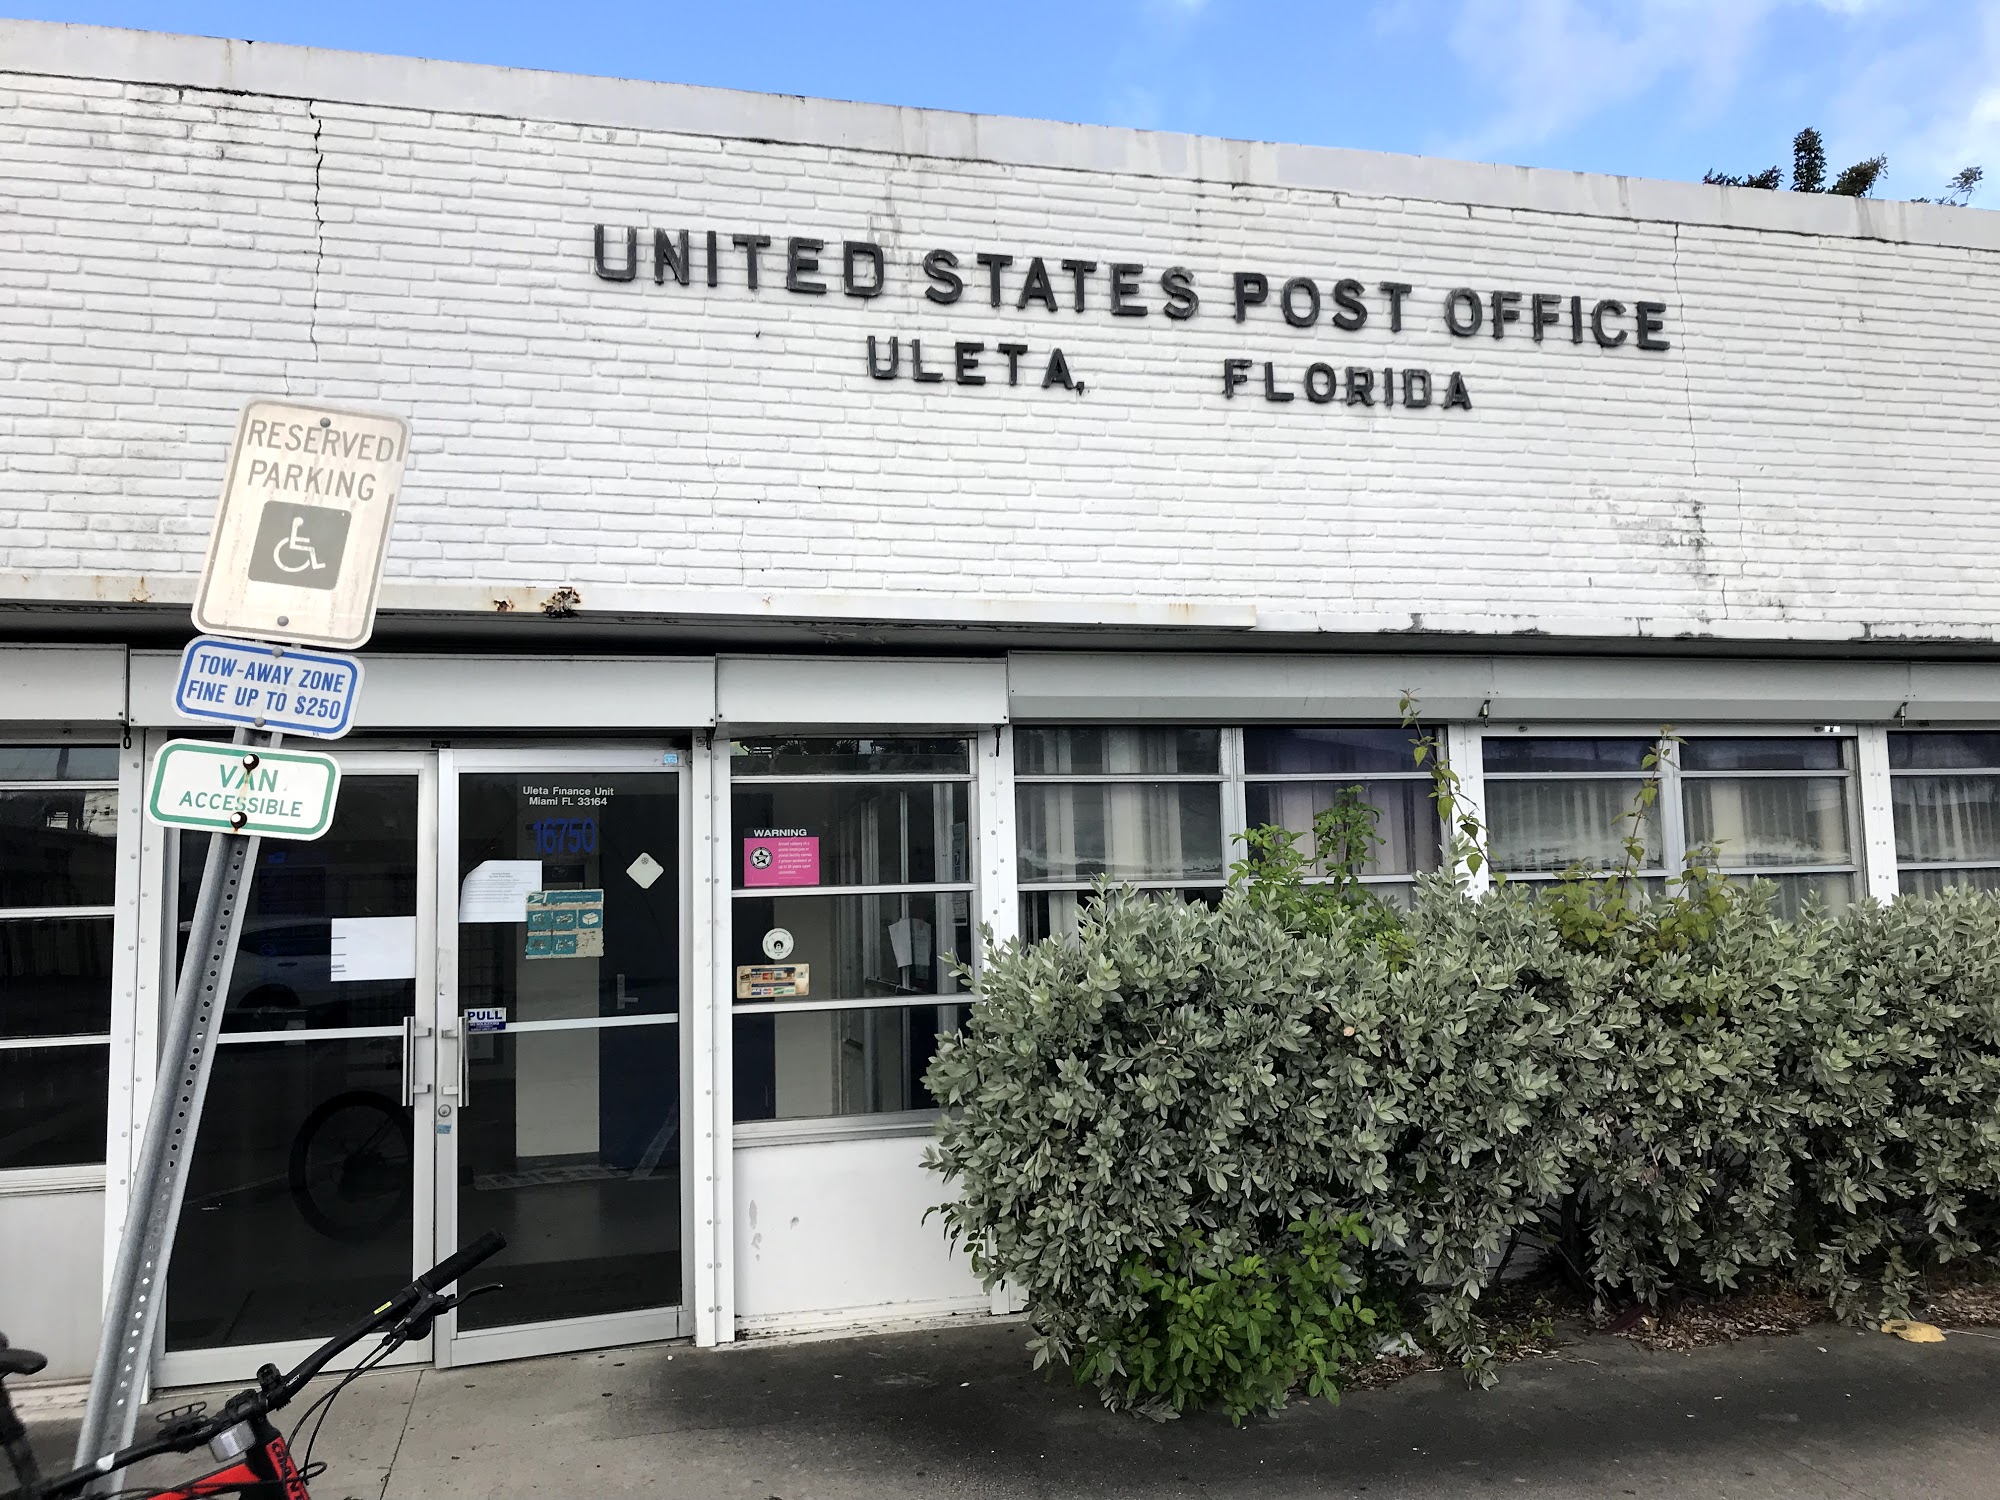 UNITED STATES POST OFFICE
ULETA, FLORIDA
RESERVED
PARKING
TOW-AWAY ZONE
FINE UP TO $250
VAN
ACCESSIBLE
Uleta Finance Unit
Miami FL 33164
16750
WARNING
PULL